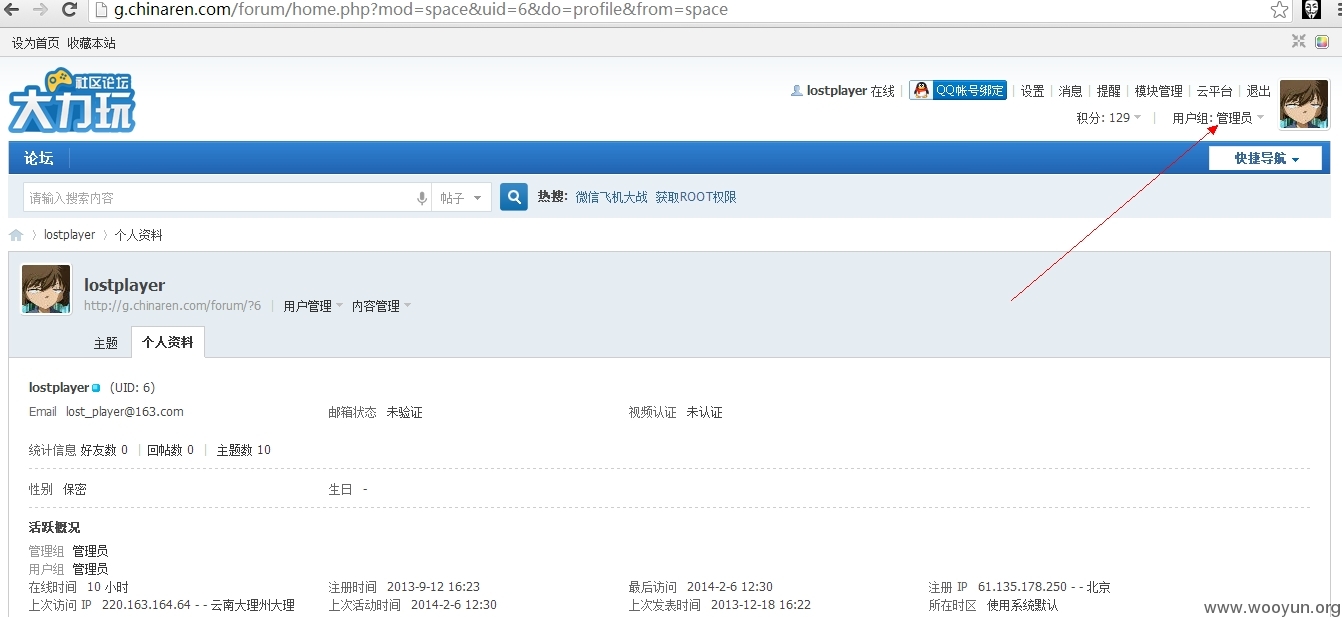 g.chinaren.com/forum/home.php?mod=space&uid=6&do=profile&from=space
设为首页 收藏本站
社区论坛
大力玩
lostplayer 在线 | QQ帐号绑定 | 设置 | 消息 | 提醒 | 模块管理 | 云平台 | 退出
积分: 129 | 用户组: 管理员
论坛
快捷导航
请输入搜索内容 帖子 热搜: 微信飞机大战 获取ROOT权限
lostplayer 个人资料
lostplayer
http://g.chinaren.com/forum/?6 | 用户管理 内容管理
主题 个人资料
lostplayer (UID: 6)
Email lost_player@163.com 邮箱状态 未验证 视频认证 未认证
统计信息 好友数 0 | 回帖数 0 | 主题数 10
性别 保密 生日 -
活跃概况
管理组 管理员
用户组 管理员
在线时间 10 小时 注册时间 2013-9-12 16:23 最后访问 2014-2-6 12:30 注册 IP 61.135.178.250 - - 北京
上次访问 IP 220.163.164.64 - - 云南大理州大理 上次活动时间 2014-2-6 12:30 上次发表时间 2013-12-18 16:22 所在时区 使用系统默认
www.wooyun.org